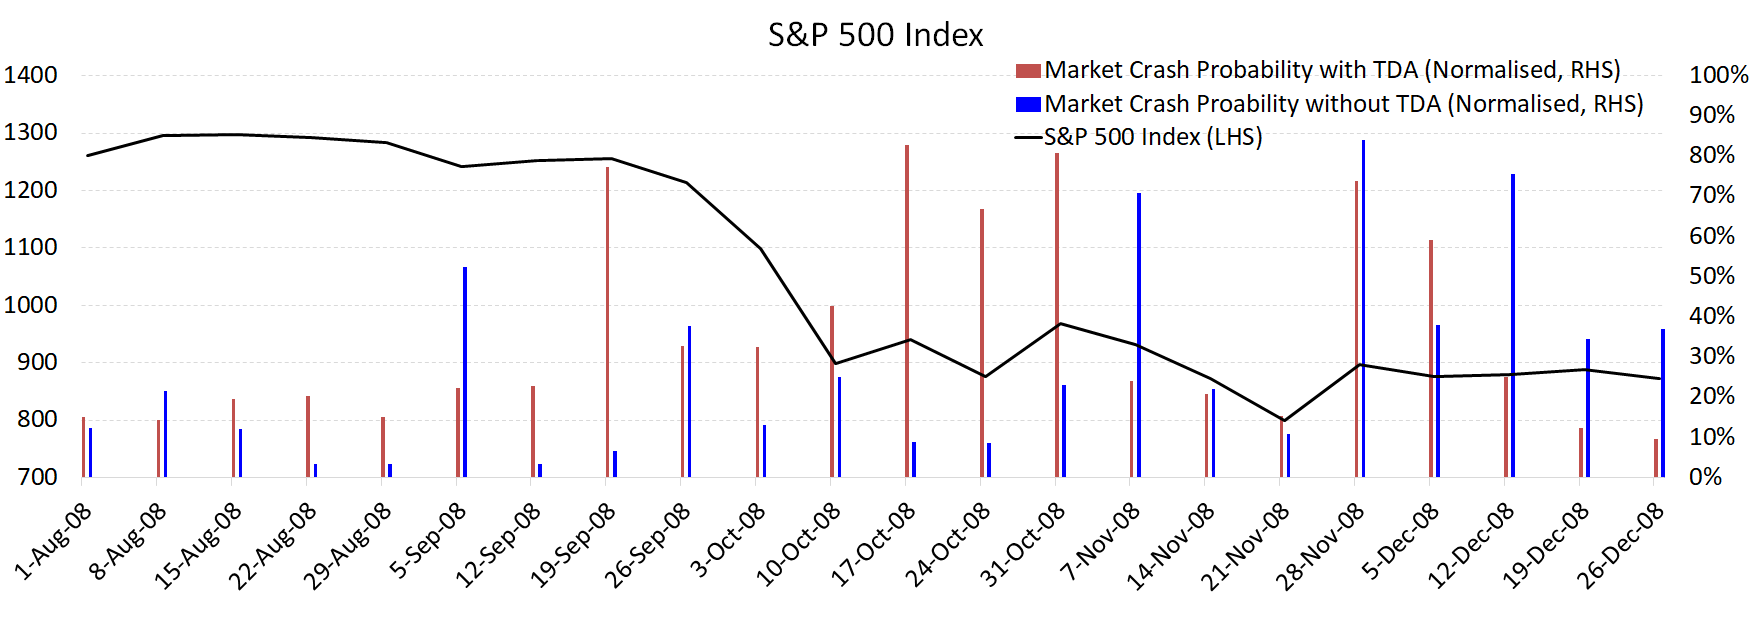 S&P 500 Index
Market Crash Probability with TDA (Normalised, RHS)
Market Crash Proability without TDA (Normalised, RHS)
S&P 500 Index (LHS)
1400
1300
1200
1100
1000
900
800
700
100%
90%
80%
70%
60%
50%
40%
30%
20%
10%
0%
1-Aug-08
8-Aug-08
15-Aug-08
22-Aug-08
29-Aug-08
5-Sep-08
12-Sep-08
19-Sep-08
26-Sep-08
3-Oct-08
10-Oct-08
17-Oct-08
24-Oct-08
31-Oct-08
7-Nov-08
14-Nov-08
21-Nov-08
28-Nov-08
5-Dec-08
12-Dec-08
19-Dec-08
26-Dec-08